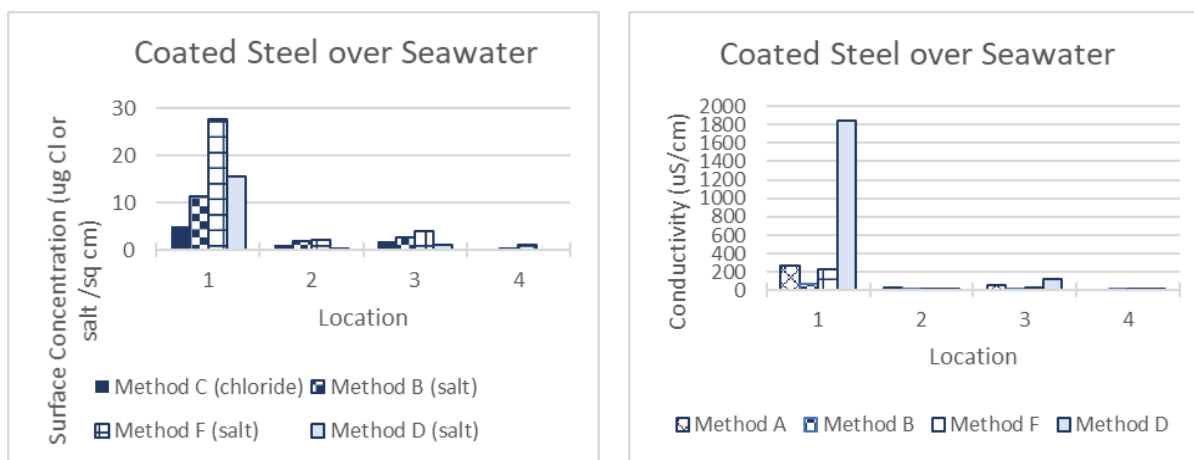 Coated Steel over Seawater
Surface Concentration (ug Cl or
salt /sq cm)
30
20
10
0
1 2 3 4
Location
Method C (chloride) Method B (salt)
Method F (salt) Method D (salt)
Coated Steel over Seawater
Conductivity (uS/cm)
2000
1800
1600
1400
1200
1000
800
600
400
200
0
1 2 3 4
Location
Method A Method B Method F Method D